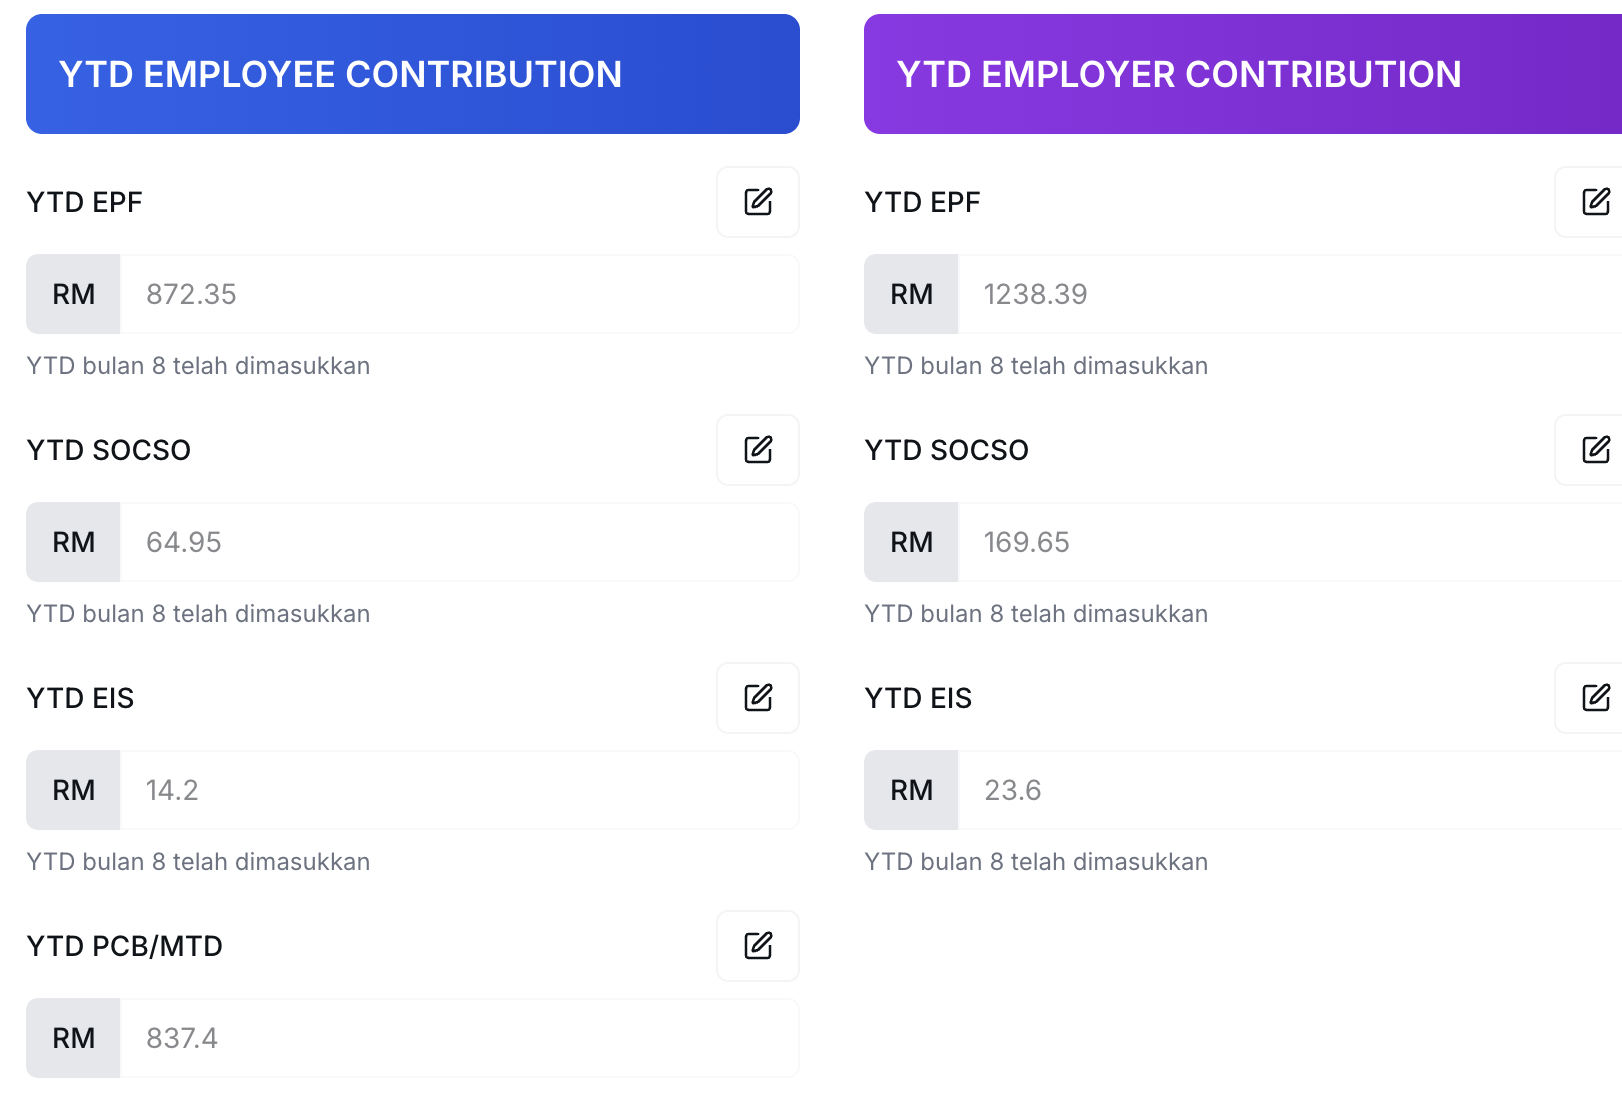 YTD EMPLOYEE CONTRIBUTION
YTD EPF
RM 872.35
YTD bulan 8 telah dimasukkan
YTD SOCSO
RM 64.95
YTD bulan 8 telah dimasukkan
YTD EIS
RM 14.2
YTD bulan 8 telah dimasukkan
YTD PCB/MTD
RM 837.4
YTD EMPLOYER CONTRIBUTION
YTD EPF
RM 1238.39
YTD bulan 8 telah dimasukkan
YTD SOCSO
RM 169.65
YTD bulan 8 telah dimasukkan
YTD EIS
RM 23.6
YTD bulan 8 telah dimasukkan